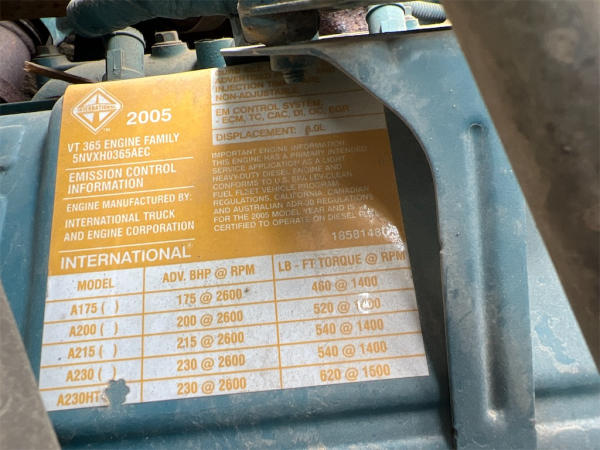 INTERNATIONAL
2005
VT 365 ENGINE FAMILY
5NVXH0365AEC
EMISSION CONTROL
INFORMATION
ENGINE MANUFACTURED BY:
INTERNATIONAL TRUCK
AND ENGINE CORPORATION
INTERNATIONAL®
INJECTION
NON-ADJUSTABLE
EM CONTROL SYSTEM,
- ECM, TC, CAC, DI, OC, EGR
DISPLACEMENT: 6.0L
IMPORTANT ENGINE INFORMATION
THIS ENGINE HAS A PRIMARY INTENDED
SERVICE APPLICATION AS A LIGHT
HEAVY-DUTY DIESEL ENGINE AND
CONFORMS TO U.S. EPA LEV-CLEAN
FUEL FLEET VEHICLE PROGRAM
REGULATIONS, CALIFORNIA, CANADIAN
AND AUSTRALIAN ADR-30 REGULATIONS
FOR THE 2005 MODEL YEAR AND IS
CERTIFIED TO OPERATE ON DIESEL
1858148
MODEL ADV. BHP @ RPM LB - FT TORQUE @ RPM
A175 ( ) 175 @ 2600 460 @ 1400
A200 ( ) 200 @ 2600 520 @ 1400
A215 ( ) 215 @ 2600 540 @ 1400
A230 ( ) 230 @ 2600 540 @ 1400
A230HT 230 @ 2600 620 @ 1500